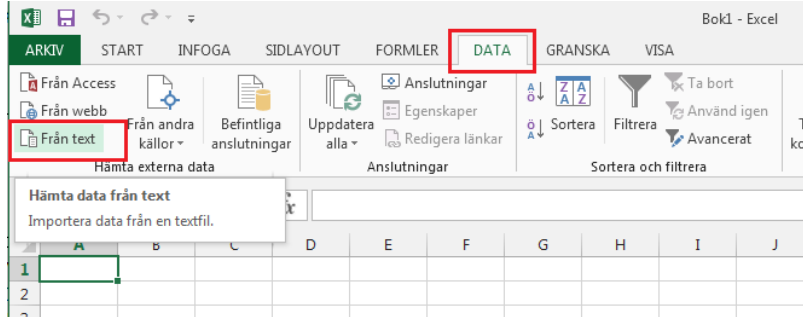 Bok1 - Excel
ARKIV START INFOGA SIDLAYOUT FORMLER DATA GRANSKA VISA
Från Access
Från webb
Från text
Från andra
källor
Befintliga
anslutningar
Hämta externa data
Uppdatera
alla
Anslutningar
Egenskaper
Redigera länkar
Anslutningar
A
Ö
Ö
A
Z A
A Z
Sortera
Filtrera
Ta bort
Använd igen
Avancerat
Sortera och filtrera
Hämta data från text
Importera data från en textfil.
A B C D E F G H I J
1
2
3